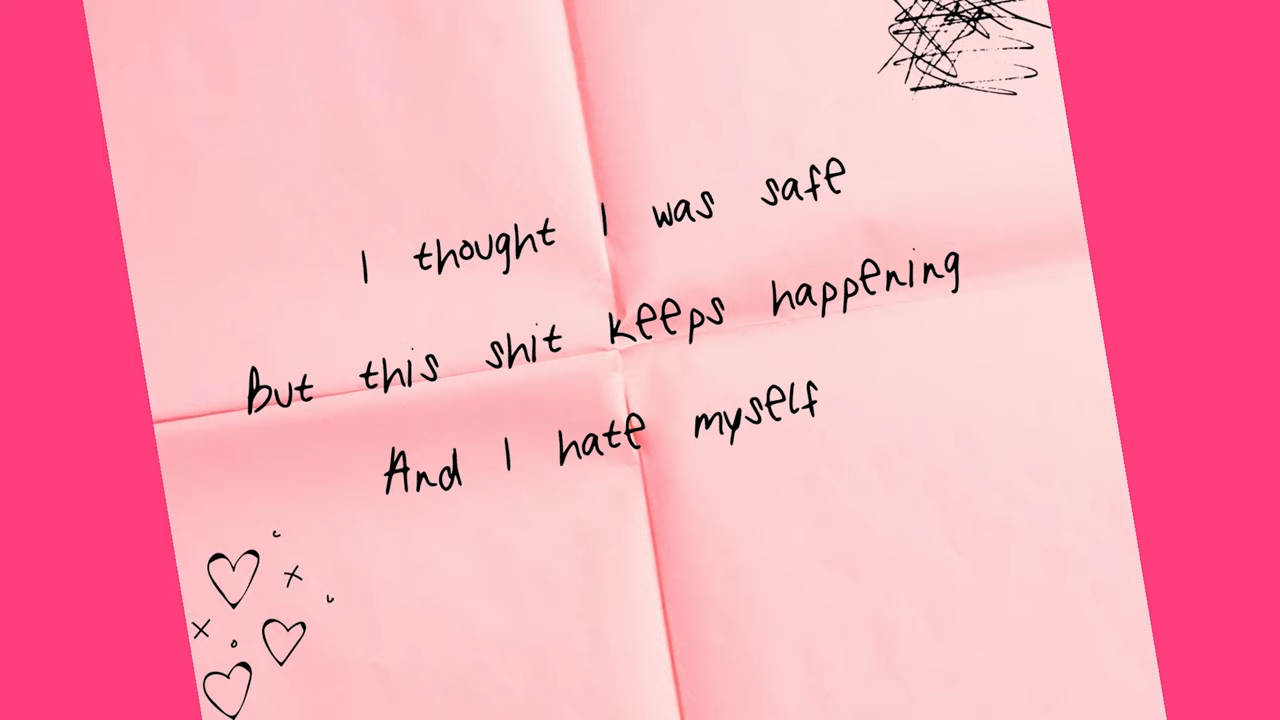 I thought I was safe
But this shit keeps happening
And I hate myself